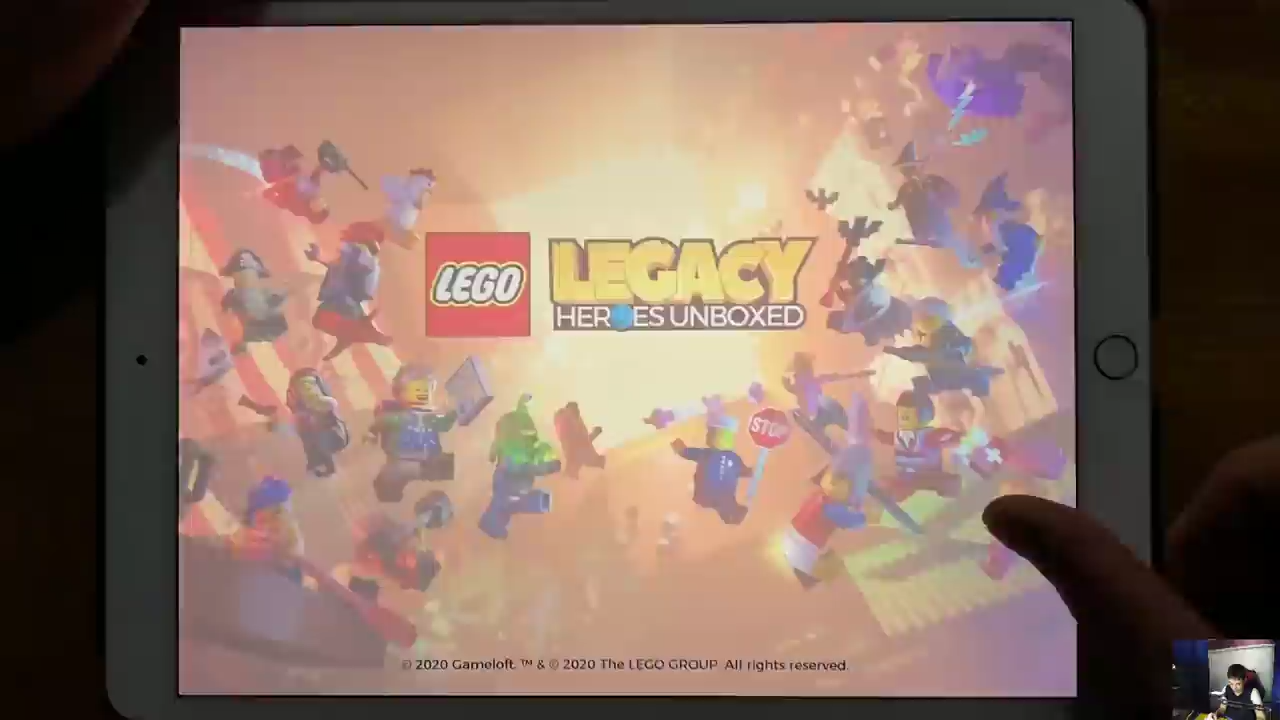 LEGO
LEGACY
HEROES UNBOXED
STOP
© 2020 Gameloft. ™ & © 2020 The LEGO GROUP. All rights reserved.